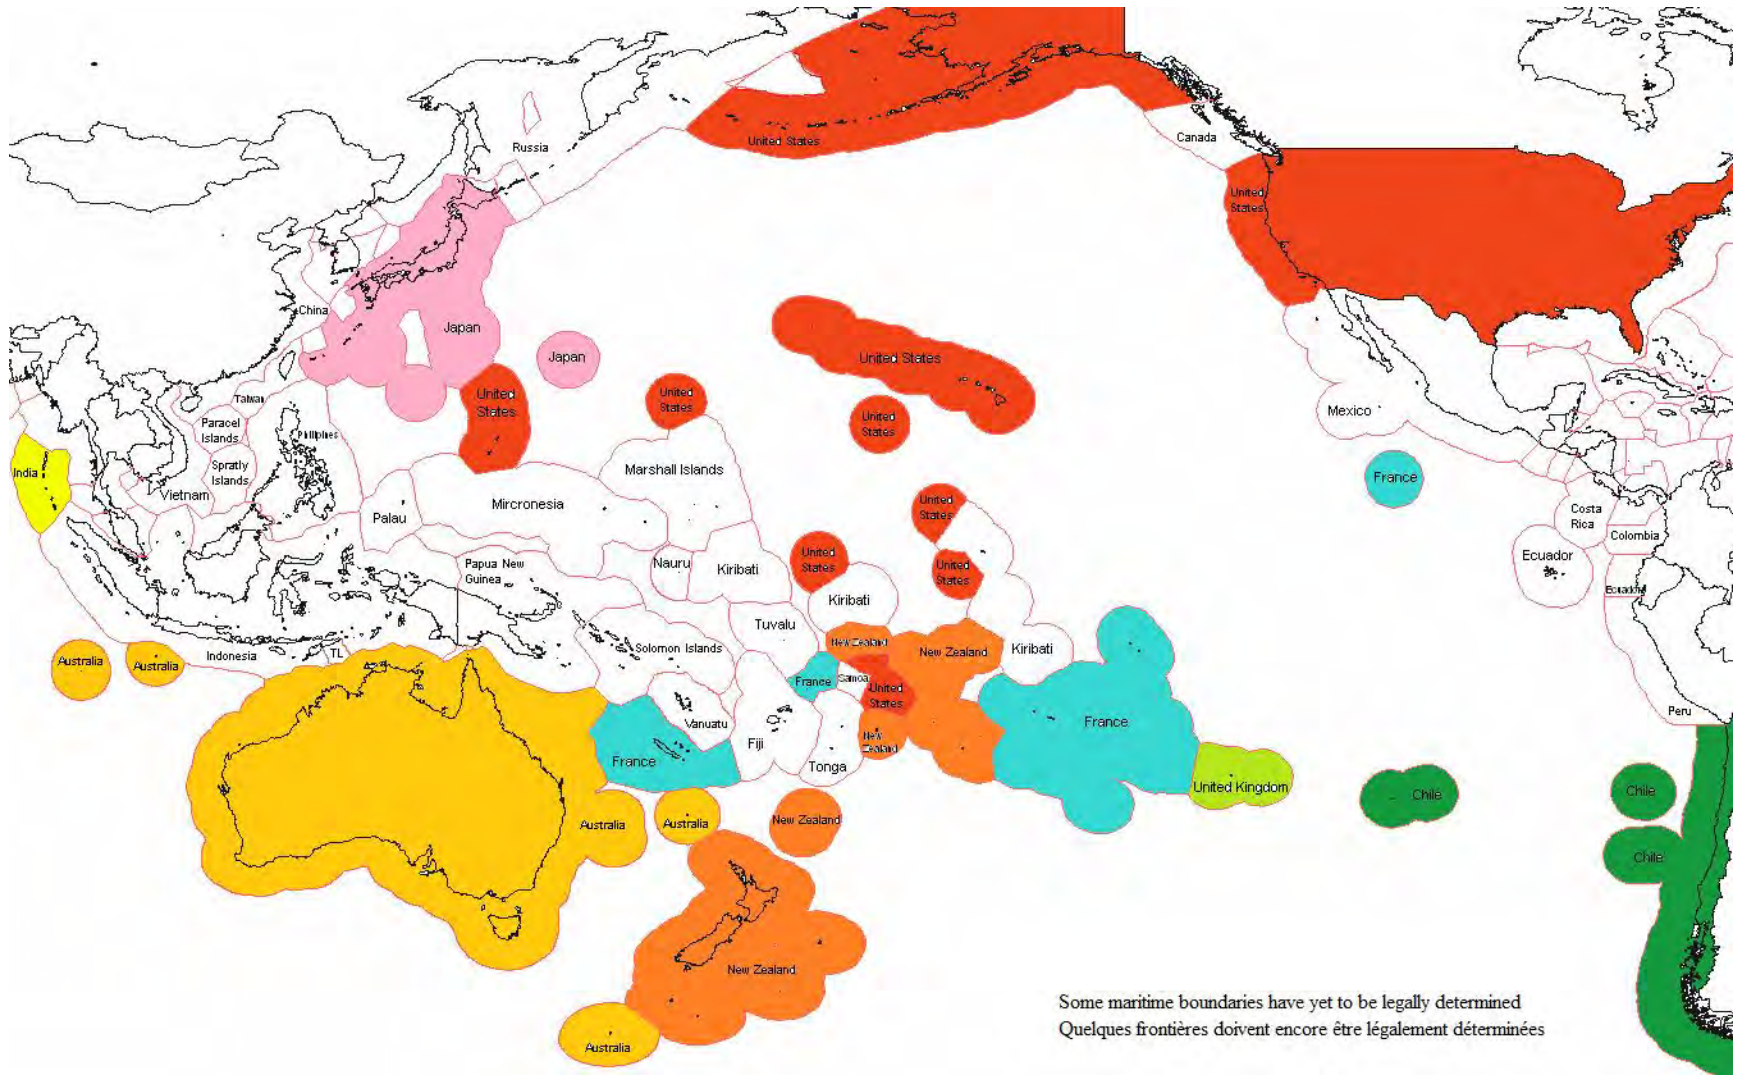 United States
Canada
Russia
United
States
China
Japan
Japan
United States
United
States
United
States
United
States
Taiwan
Paracel
Islands
Philipines
Mexico
India
Spratly
Islands
Vietnam
Marshall Islands
France
Palau
Mircronesia
United
States
Costa
Rica
Colombia
Ecuador
Ecuador
Papua New
Guinea
Nauru
Kiribati
United
States
United
States
Kiribati
Tuvalu
Australia
Australia
Indonesia
TL
Solomon Islands
New Zealand
New Zealand
Kiribati
France
Samoa
United
States
Vanuatu
Fiji
France
New
Zealand
Tonga
France
Peru
United Kingdom
Chile
Chile
Australia
Australia
New Zealand
Chile
New Zealand
Australia
Some maritime boundaries have yet to be legally determined
Quelques frontières doivent encore être légalement déterminées